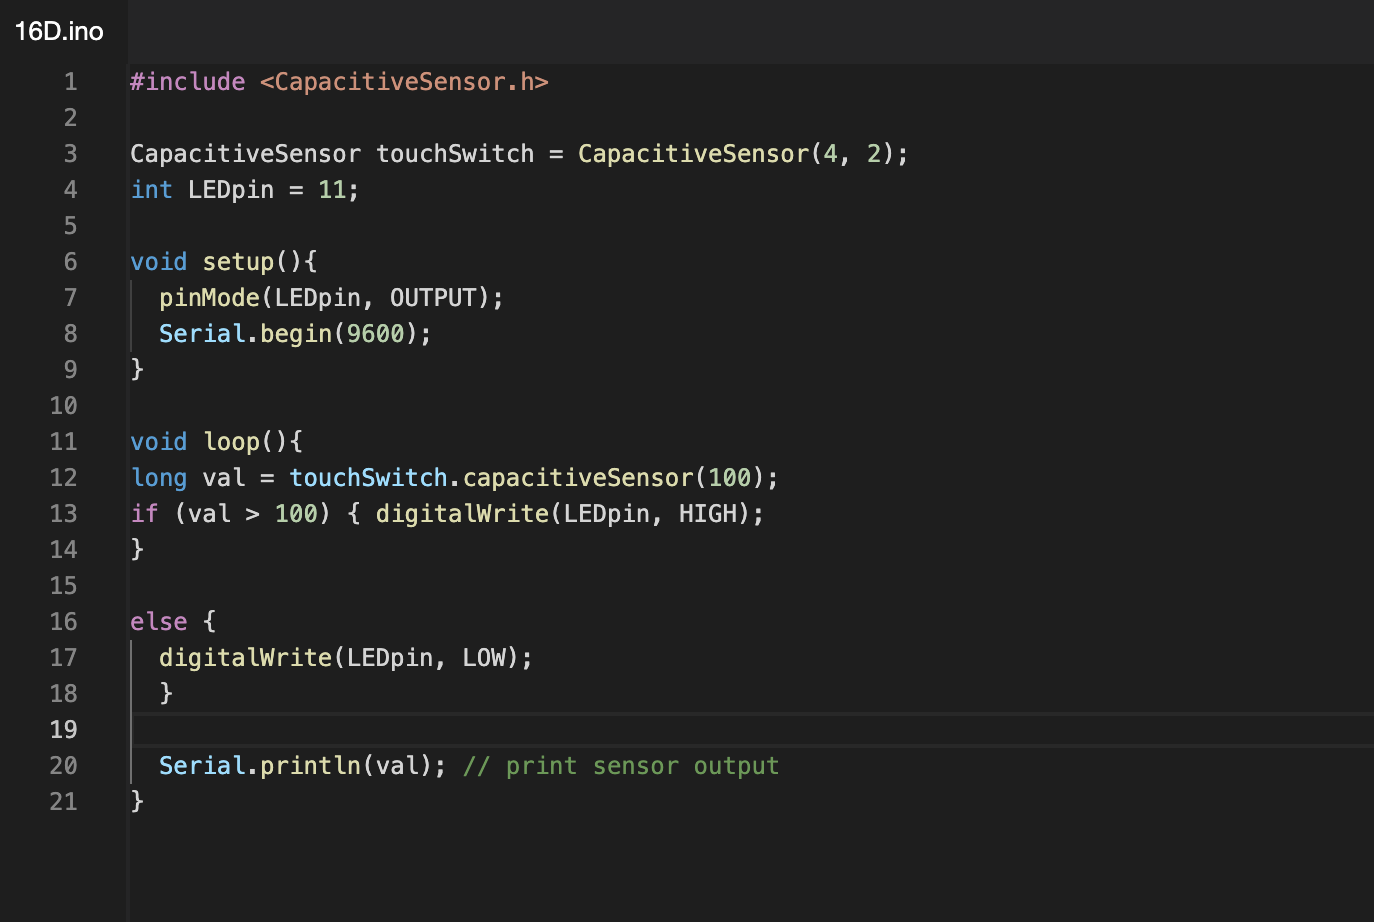 16D.ino
1 #include <CapacitiveSensor.h>
2
3 CapacitiveSensor touchSwitch = CapacitiveSensor(4, 2);
4 int LEDpin = 11;
5
6 void setup(){
7   pinMode(LEDpin, OUTPUT);
8   Serial.begin(9600);
9 }
10
11 void loop(){
12 long val = touchSwitch.capacitiveSensor(100);
13 if (val > 100) { digitalWrite(LEDpin, HIGH);
14 }
15
16 else {
17   digitalWrite(LEDpin, LOW);
18   }
19
20   Serial.println(val); // print sensor output
21 }